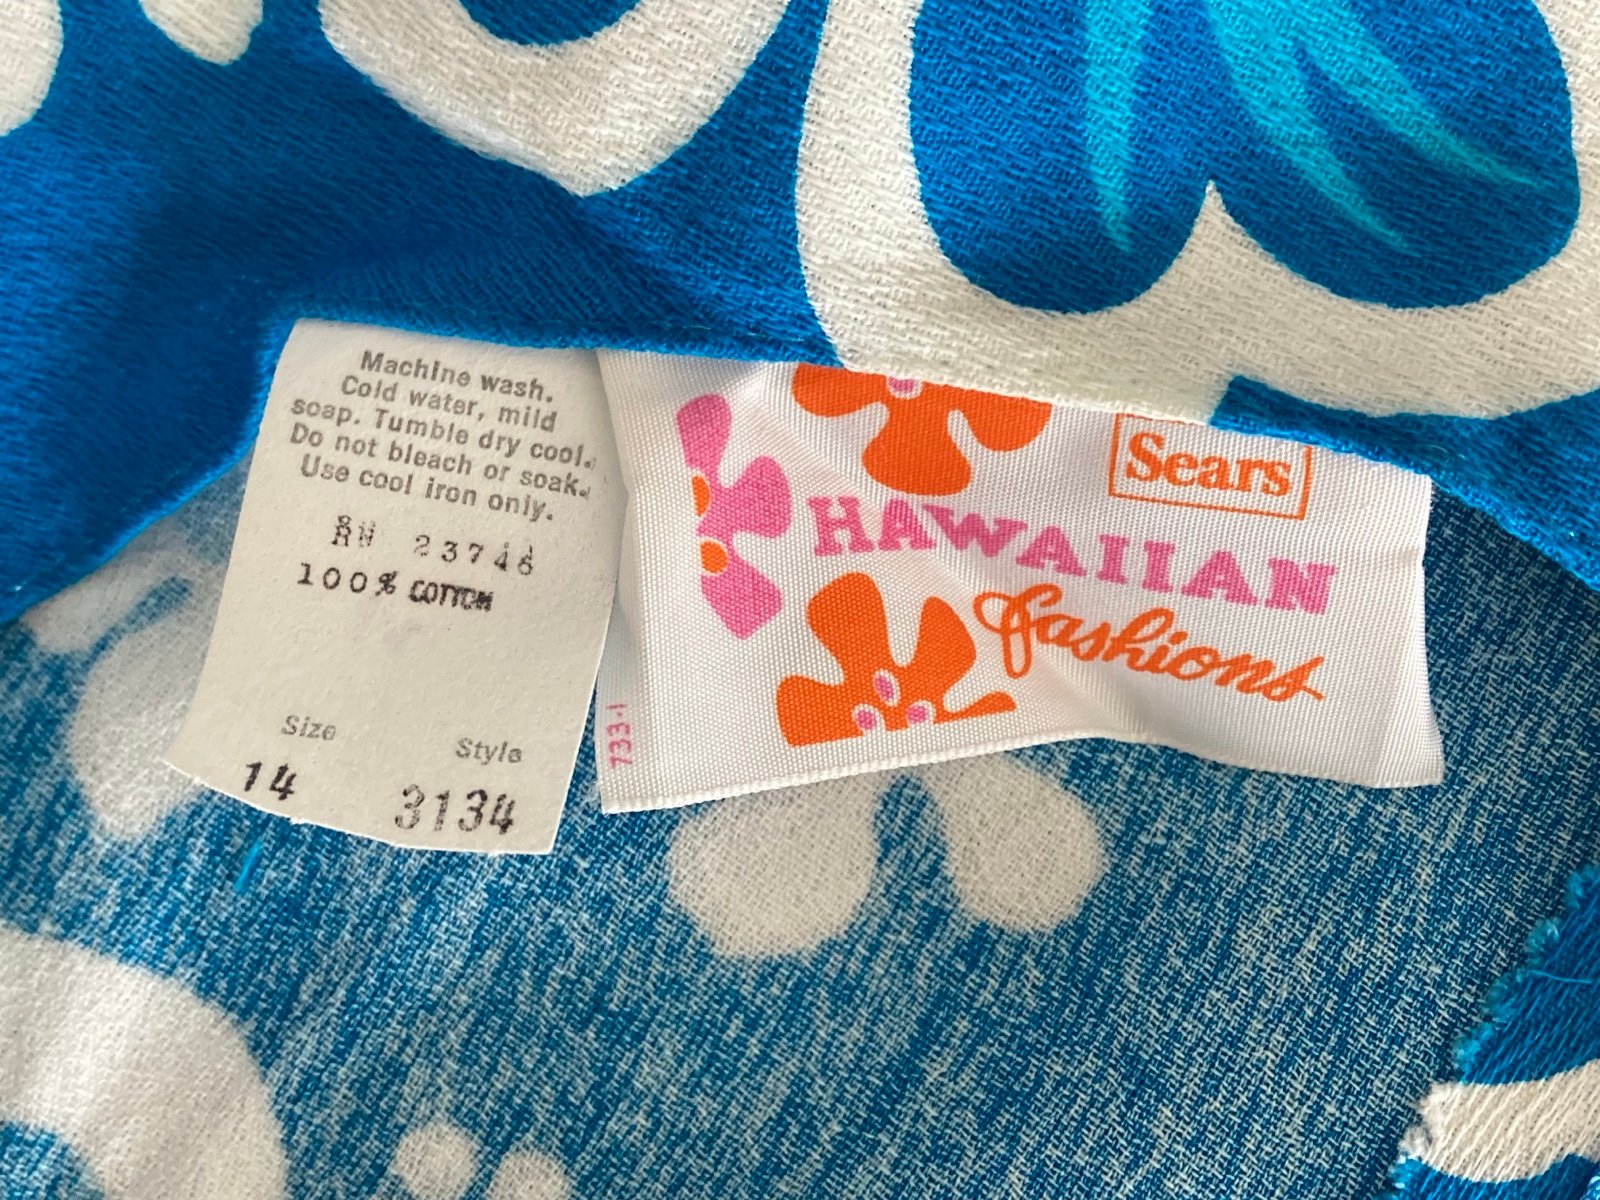 Machine wash.
Cold water, mild
soap. Tumble dry cool.
Do not bleach or soak.
Use cool iron only.
RN 23746
100% COTTON
Size
Style
14
3134
Sears
HAWAIIAN
fashions
733-1